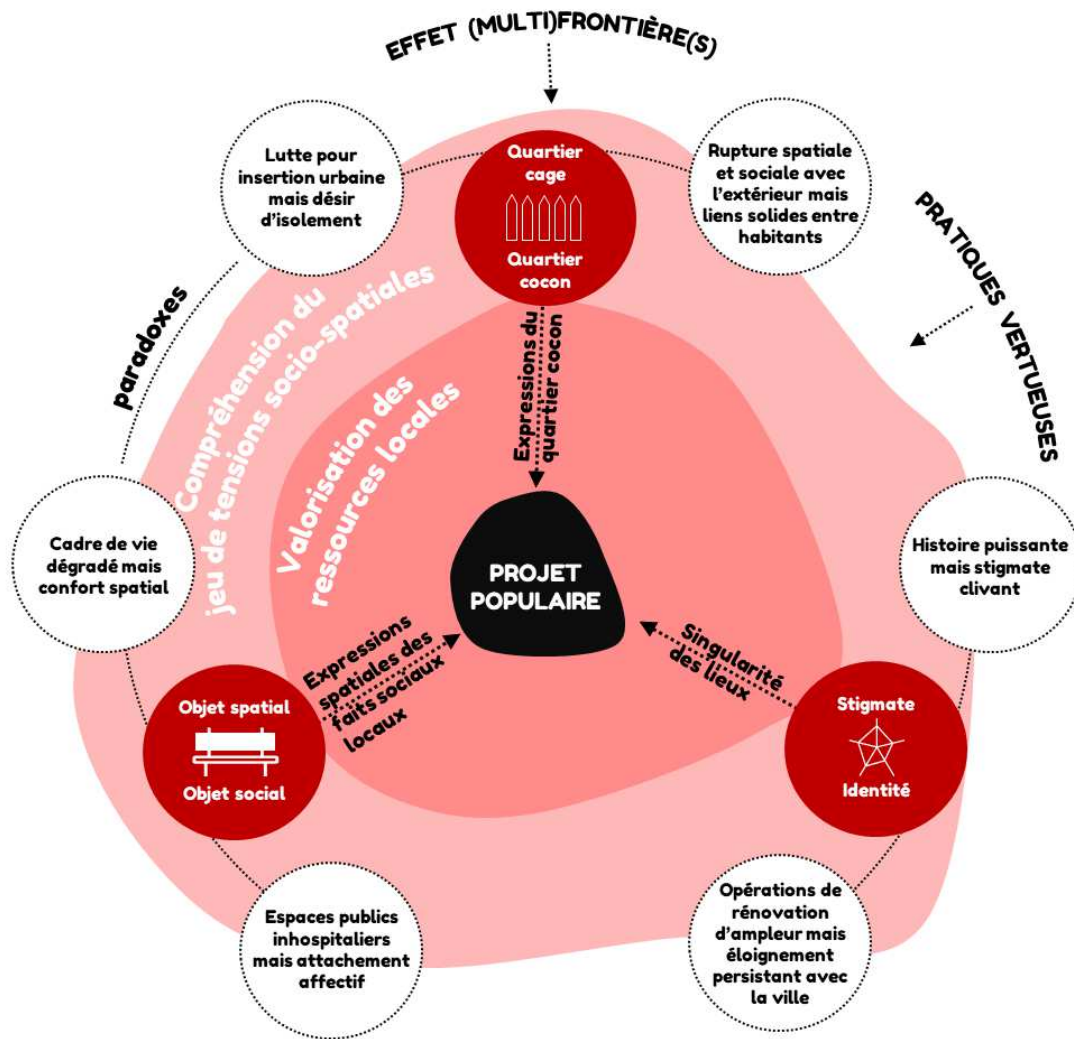 EFFET (MULTI)FRONTIÈRE(S)
Lutte pour
insertion urbaine
mais désir
d'isolement
Quartier
cage
Quartier
cocon
Rupture spatiale
et sociale avec
l'extérieur mais
liens solides entre
habitants
PRATIQUES VERTUEUSES
paradoxes
Compréhension du
jeu de tensions socio-spatiales
Valorisation des
ressources locales
Expressions du
quartier cocon
Cadre de vie
dégradé mais
confort spatial
PROJET
POPULAIRE
Histoire puissante
mais stigmate
clivant
Expressions
spatiales des
faits sociaux
locaux
Singularité
des lieux
Objet spatial
Objet social
Stigmate
Identité
Espaces publics
inhospitaliers
mais attachement
affectif
Opérations de
rénovation
d'ampleur mais
éloignement
persistant avec
la ville